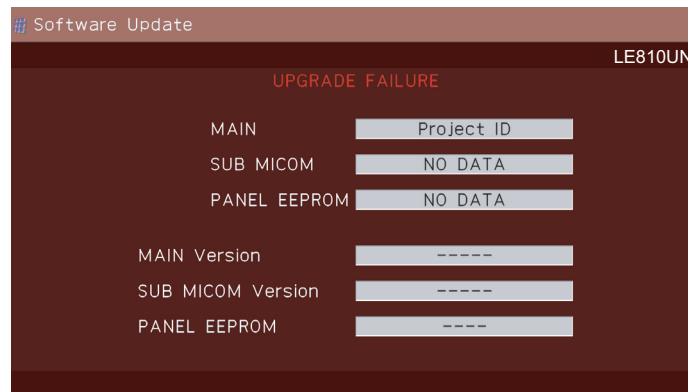 # Software Update
LE810UN
UPGRADE FAILURE
MAIN Project ID
SUB MICOM NO DATA
PANEL EEPROM NO DATA
MAIN Version -----
SUB MICOM Version -----
PANEL EEPROM ----